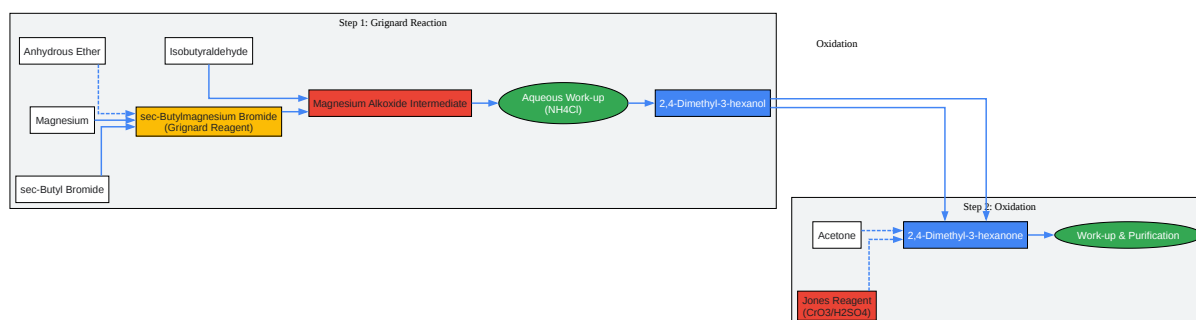 Step 1: Grignard Reaction
Oxidation
Anhydrous Ether
Isobutyraldehyde
Magnesium
sec-Butylmagnesium Bromide
(Grignard Reagent)
Magnesium Alkoxide Intermediate
Aqueous Work-up
(NH4Cl)
2,4-Dimethyl-3-hexanol
sec-Butyl Bromide
Step 2: Oxidation
Acetone
2,4-Dimethyl-3-hexanone
Work-up & Purification
Jones Reagent
(CrO3/H2SO4)